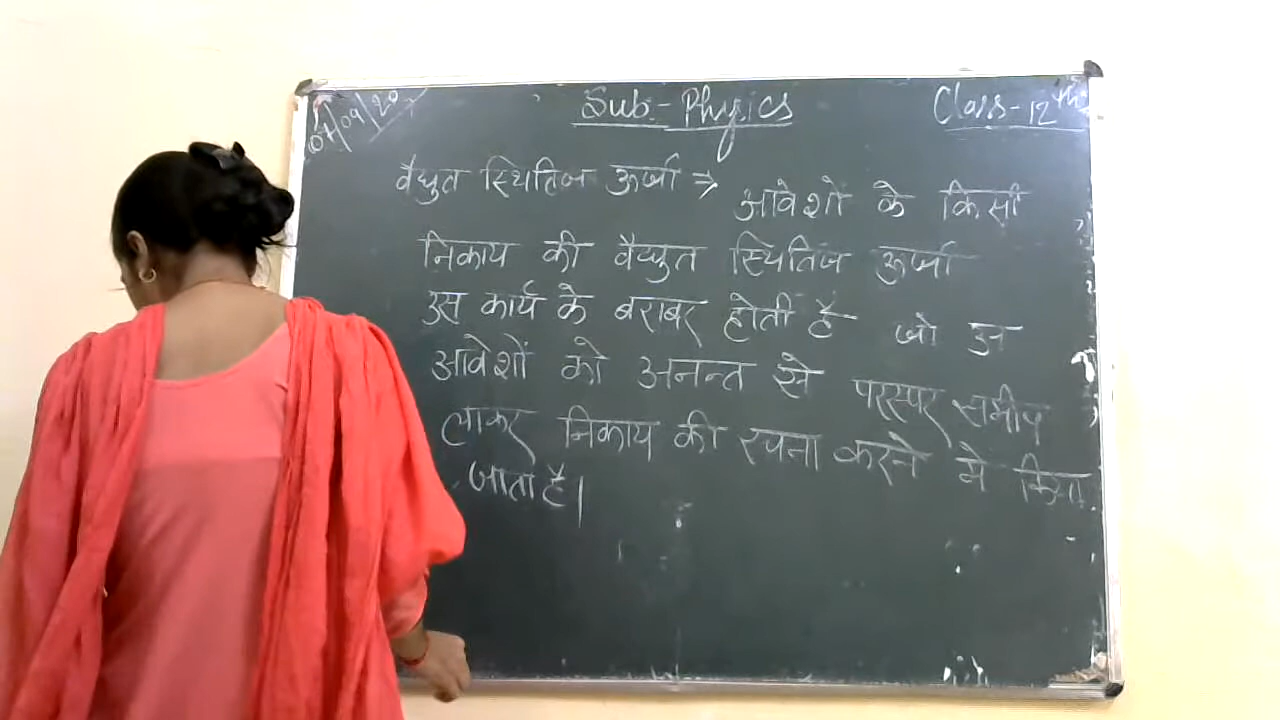 07/09/20 Sub:- Physics Class-12th
वैद्युत स्थितिज ऊर्जा ⇒ आवेशों के किसी
निकाय की वैद्युत स्थितिज ऊर्जा
उस कार्य के बराबर होती है जो उन
आवेशों को अनन्त से परस्पर समीप
लाकर निकाय की रचना करने में किया
जाता है।